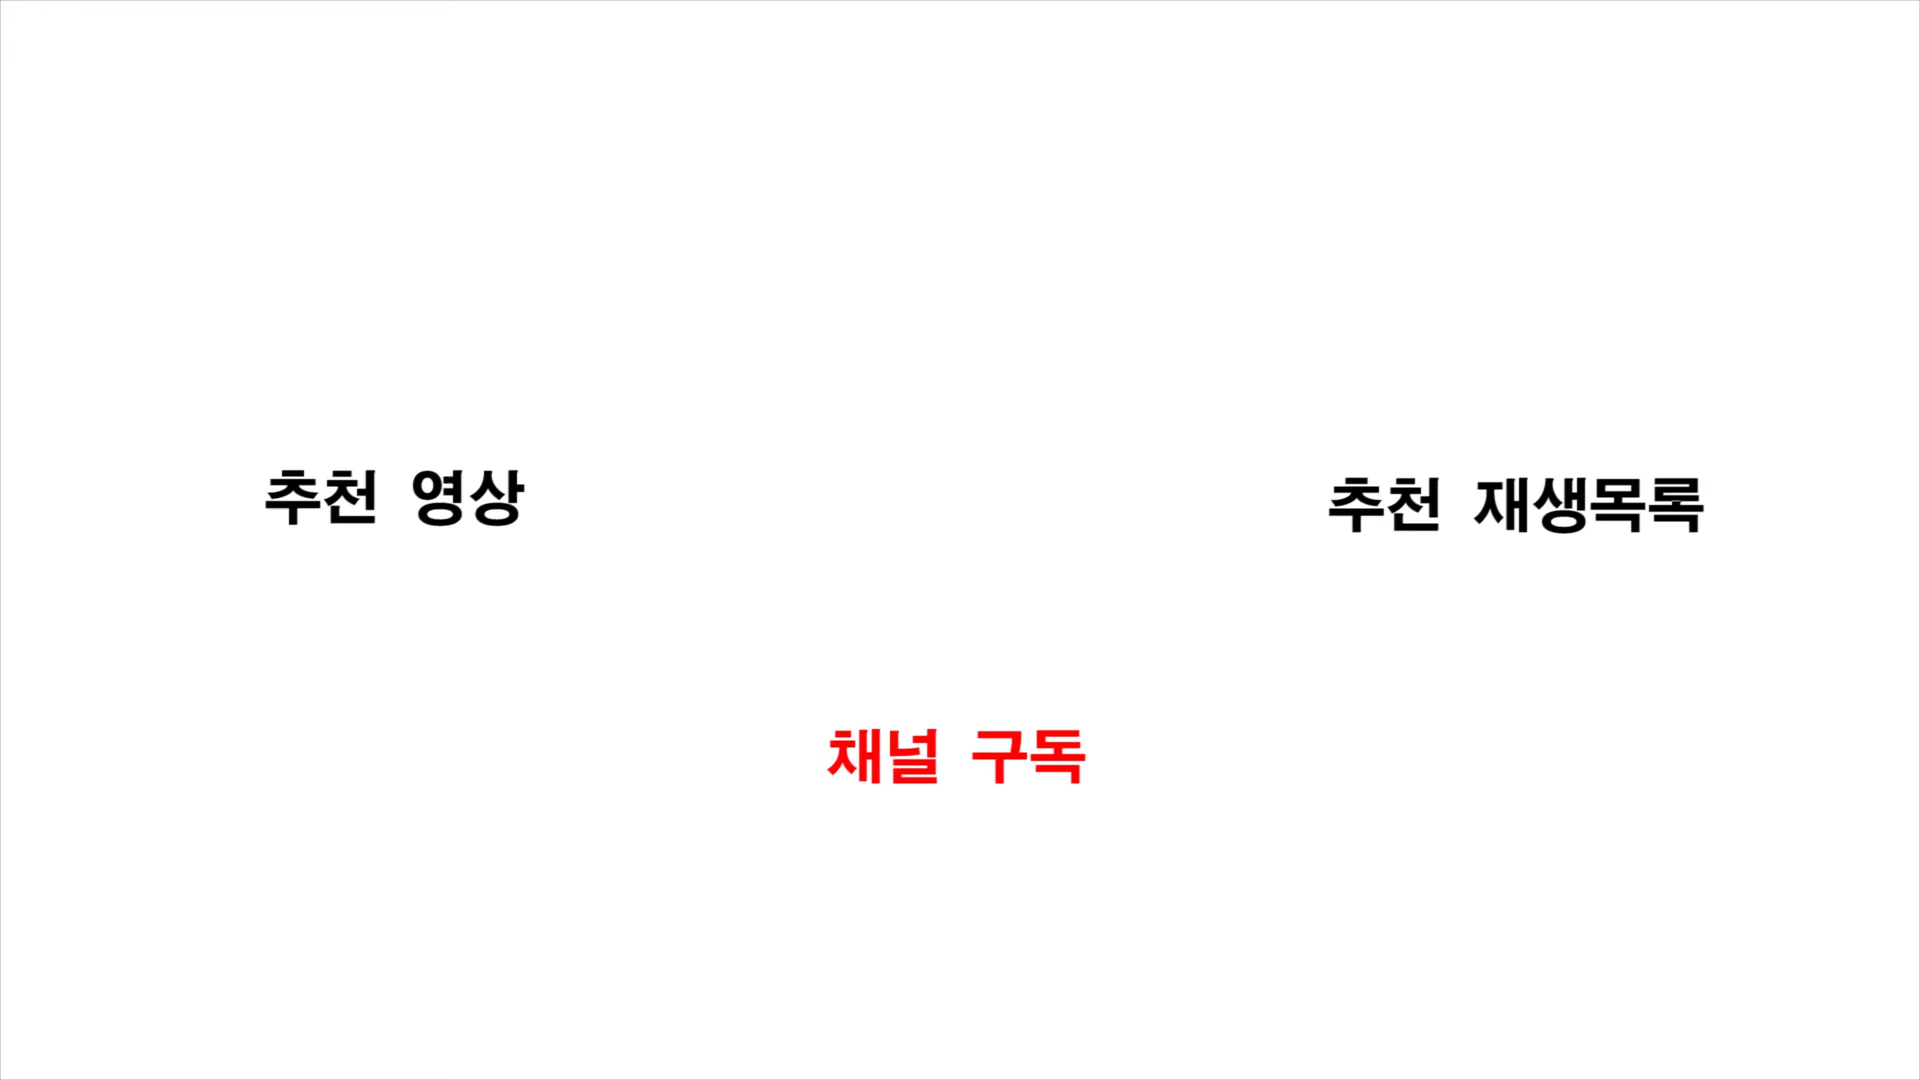 추천 영상
추천 재생목록
채널 구독